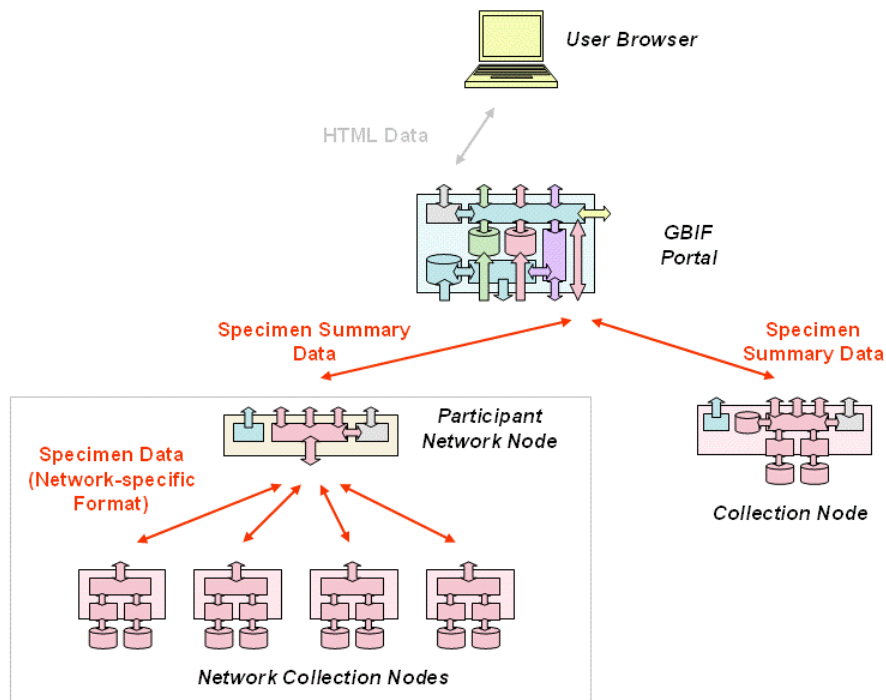 User Browser
HTML Data
GBIF
Portal
Specimen Summary
Data
Specimen
Summary Data
Participant
Network Node
Specimen Data
(Network-specific
Format)
Collection Node
Network Collection Nodes